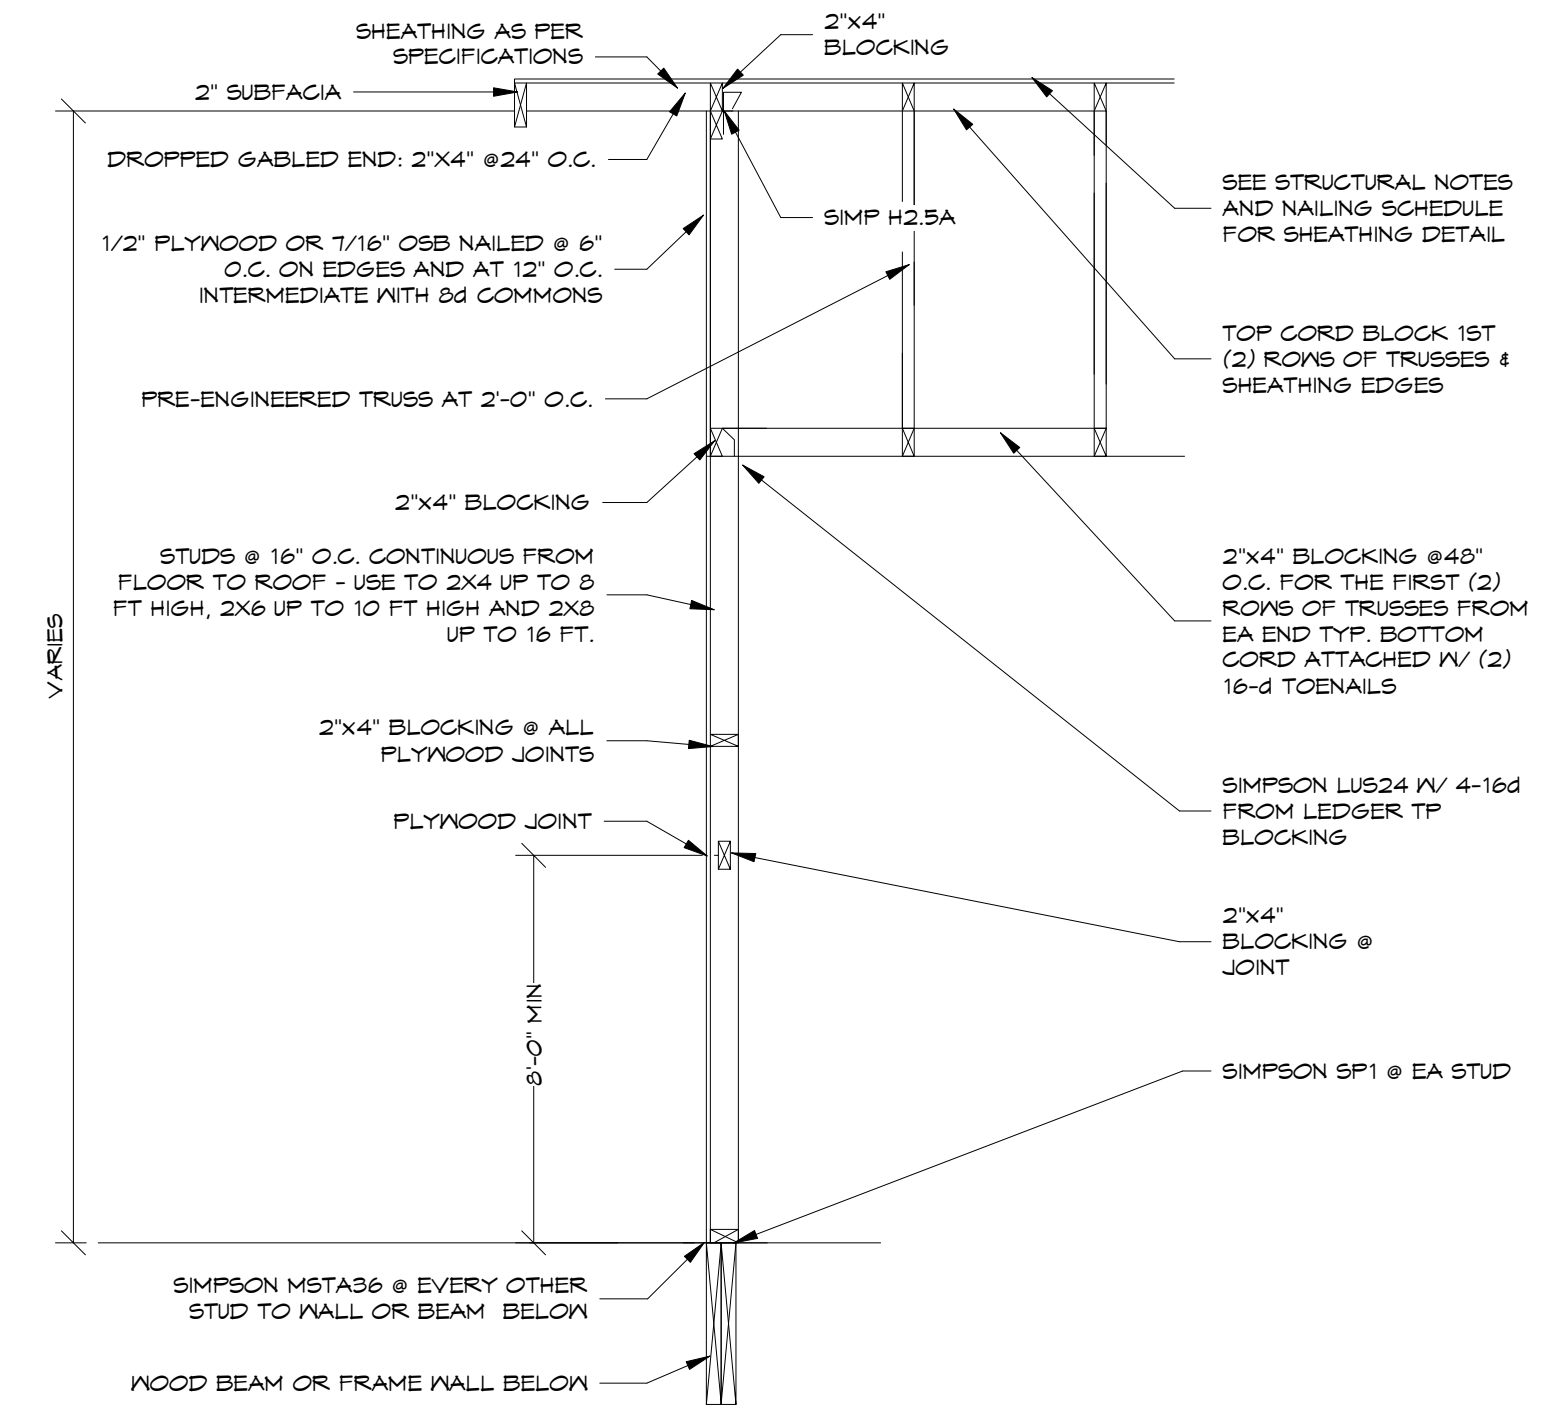 SHEATHING AS PER
SPECIFICATIONS
2"x4"
BLOCKING
2" SUBFACIA
DROPPED GABLED END: 2"X4" @24" O.C.
SIMP H2.5A
1/2" PLYWOOD OR 7/16" OSB NAILED @ 6"
O.C. ON EDGES AND AT 12" O.C.
INTERMEDIATE WITH 8d COMMONS
SEE STRUCTURAL NOTES
AND NAILING SCHEDULE
FOR SHEATHING DETAIL
TOP CORD BLOCK 1ST
(2) ROWS OF TRUSSES &
SHEATHING EDGES
PRE-ENGINEERED TRUSS AT 2'-0" O.C.
2"x4" BLOCKING
STUDS @ 16" O.C. CONTINUOUS FROM
FLOOR TO ROOF - USE TO 2X4 UP TO 8
FT HIGH, 2X6 UP TO 10 FT HIGH AND 2X8
UP TO 16 FT.
2"x4" BLOCKING @48"
O.C. FOR THE FIRST (2)
ROWS OF TRUSSES FROM
EA END TYP. BOTTOM
CORD ATTACHED W/ (2)
16-d TOENAILS
VARIES
2"x4" BLOCKING @ ALL
PLYWOOD JOINTS
SIMPSON LUS24 W/ 4-16d
FROM LEDGER TP
BLOCKING
PLYWOOD JOINT
2"x4"
BLOCKING @
JOINT
8'-0" MIN
SIMPSON SP1 @ EA STUD
SIMPSON MSTA36 @ EVERY OTHER
STUD TO WALL OR BEAM  BELOW
WOOD BEAM OR FRAME WALL BELOW